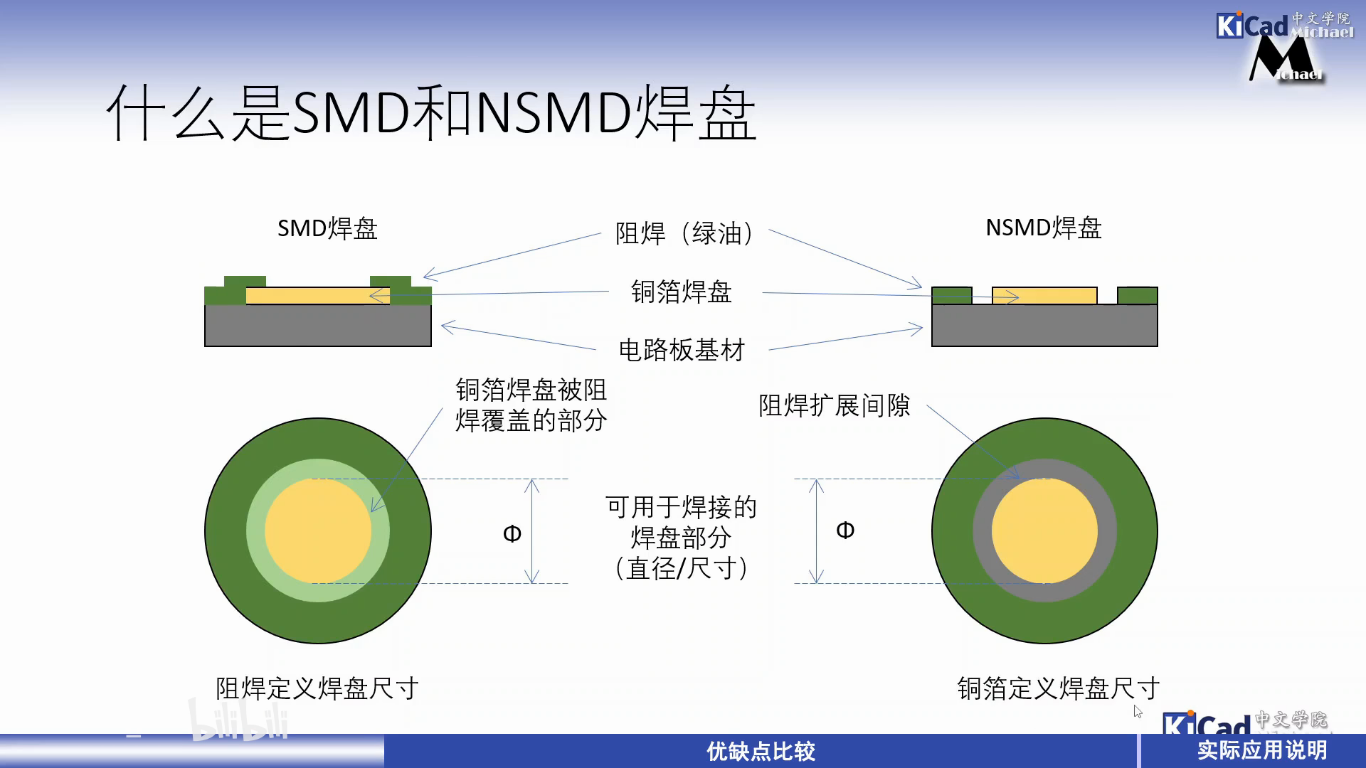 KiCad 中文学院
Michael
Michael
什么是SMD和NSMD焊盘
SMD焊盘
阻焊（绿油）
NSMD焊盘
铜箔焊盘
电路板基材
铜箔焊盘被阻
焊覆盖的部分
阻焊扩展间隙
Φ
可用于焊接的
焊盘部分
（直径/尺寸）
Φ
阻焊定义焊盘尺寸
铜箔定义焊盘尺寸
bilibili
KiCad 中文学院
优缺点比较
实际应用说明